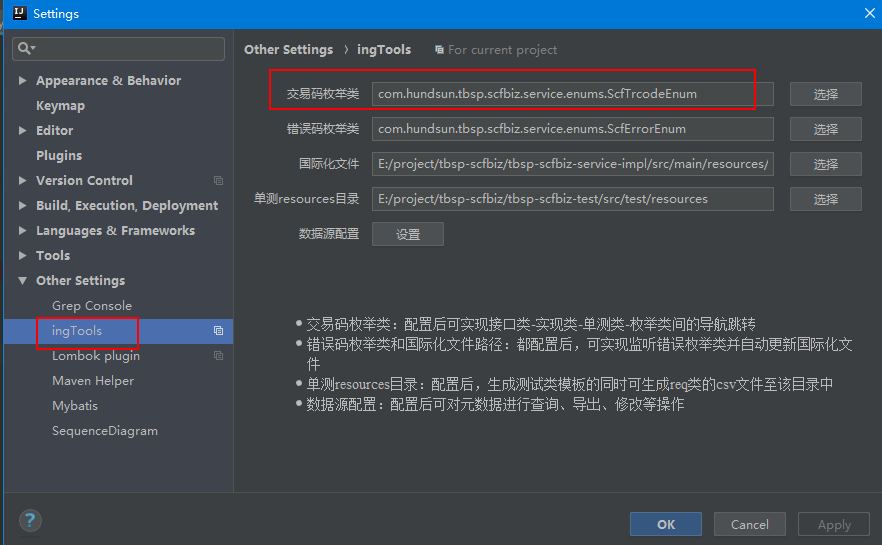 Settings
Other Settings › ingTools For current project
Appearance & Behavior
Keymap
Editor
Plugins
Version Control
Build, Execution, Deployment
Languages & Frameworks
Tools
Other Settings
Grep Console
ingTools
Lombok plugin
Maven Helper
Mybatis
SequenceDiagram
交易码枚举类 com.hundsun.tbsp.scfbiz.service.enums.ScfTrcodeEnum 选择
错误码枚举类 com.hundsun.tbsp.scfbiz.service.enums.ScfErrorEnum 选择
国际化文件 E:/project/tbsp-scfbiz/tbsp-scfbiz-service-impl/src/main/resources/ 选择
单测resources目录 E:/project/tbsp-scfbiz/tbsp-scfbiz-test/src/test/resources 选择
数据源配置 设置
● 交易码枚举类：配置后可实现接口类-实现类-单测类-枚举类间的导航跳转
● 错误码枚举类和国际化文件路径：都配置后，可实现监听错误枚举类并自动更新国际化文
件
● 单测resources目录：配置后，生成测试类模板的同时可生成req类的csv文件至该目录中
● 数据源配置：配置后可对元数据进行查询、导出、修改等操作
? OK Cancel Apply